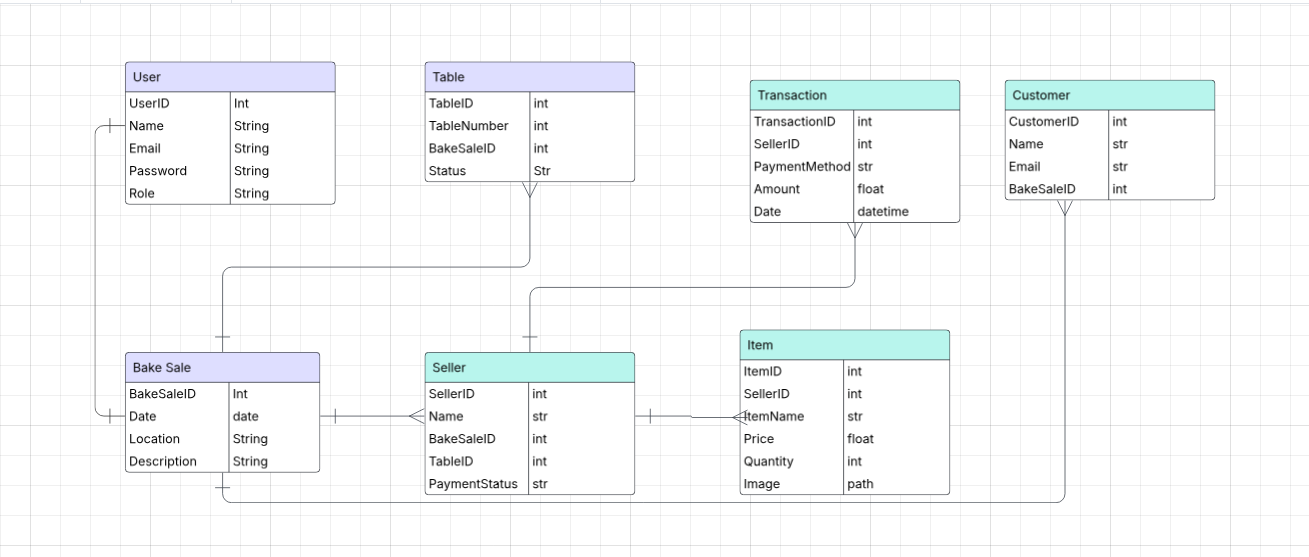 User
UserID Int
Name String
Email String
Password String
Role String
Table
TableID int
TableNumber int
BakeSaleID int
Status Str
Transaction
TransactionID int
SellerID int
PaymentMethod str
Amount float
Date datetime
Customer
CustomerID int
Name str
Email str
BakeSaleID int
Bake Sale
BakeSaleID Int
Date date
Location String
Description String
Seller
SellerID int
Name str
BakeSaleID int
TableID int
PaymentStatus str
Item
ItemID int
SellerID int
ItemName str
Price float
Quantity int
Image path